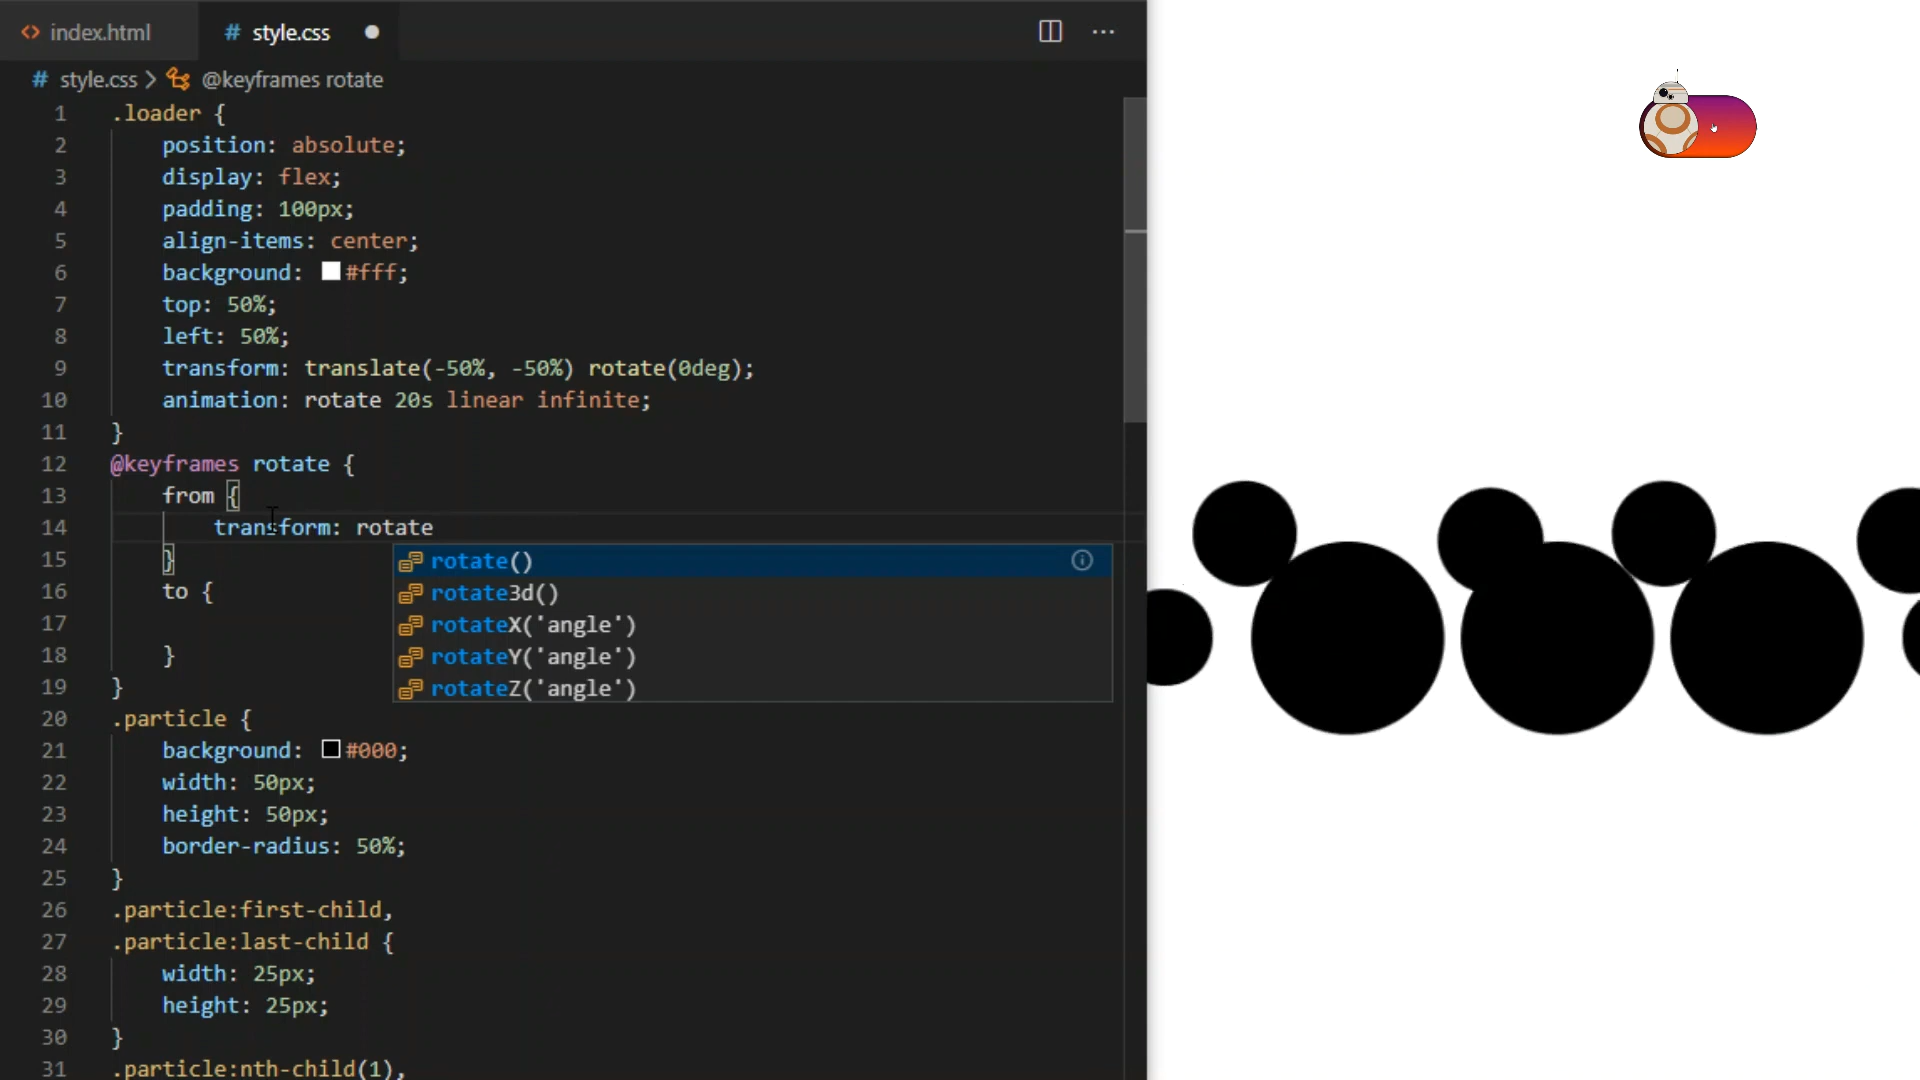 index.html
style.css
style.css > @keyframes rotate
1 .loader {
2 position: absolute;
3 display: flex;
4 padding: 100px;
5 align-items: center;
6 background: #fff;
7 top: 50%;
8 left: 50%;
9 transform: translate(-50%, -50%) rotate(0deg);
10 animation: rotate 20s linear infinite;
11 }
12 @keyframes rotate {
13 from {
14 transform: rotate
15 }
rotate()
16 to {
rotate3d()
17
rotateX('angle')
18 }
rotateY('angle')
19 }
rotateZ('angle')
20 .particle {
21 background: #000;
22 width: 50px;
23 height: 50px;
24 border-radius: 50%;
25 }
26 .particle:first-child,
27 .particle:last-child {
28 width: 25px;
29 height: 25px;
30 }
31 .particle:nth-child(1),